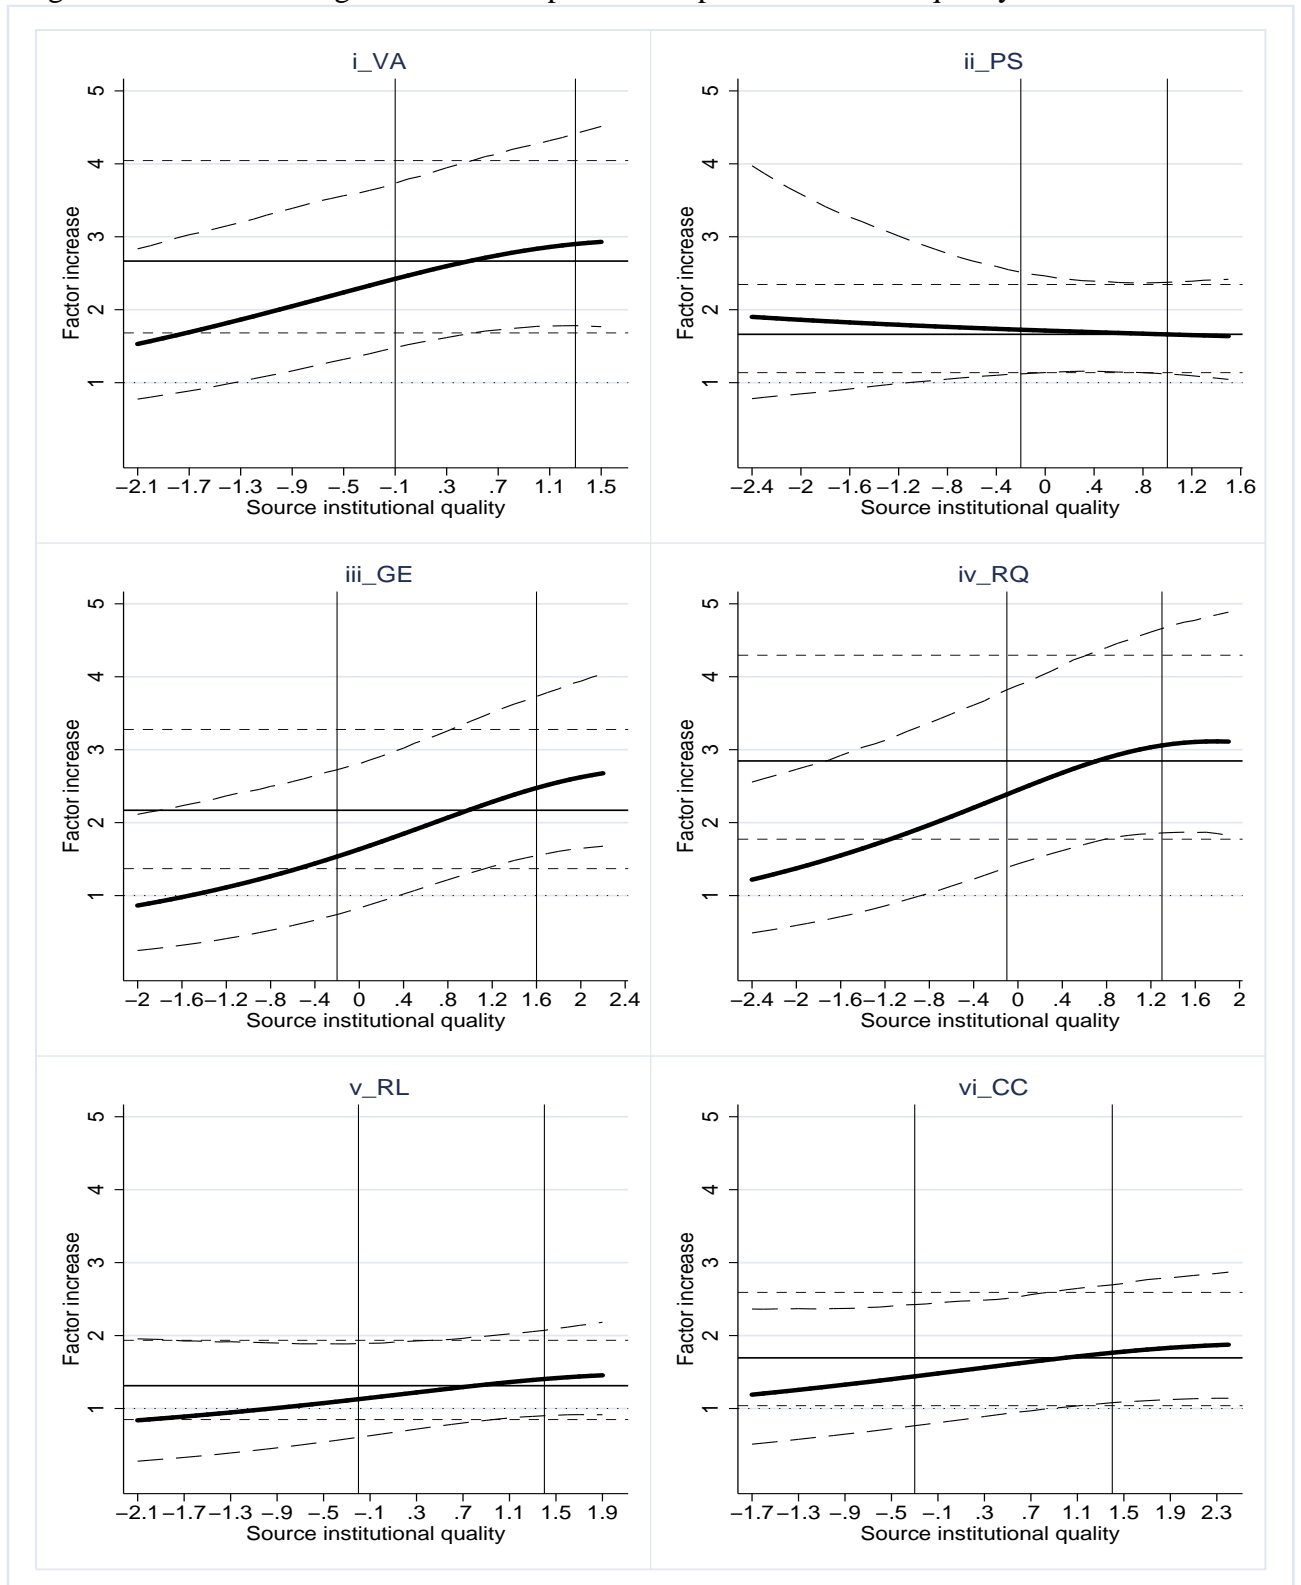 i_VA
5
4
3
2
1
Factor increase
−2.1 −1.7 −1.3 −.9 −.5 −.1 .3 .7 1.1 1.5
Source institutional quality
ii_PS
5
4
3
2
1
Factor increase
−2.4 −2 −1.6 −1.2 −.8 −.4 0 .4 .8 1.2 1.6
Source institutional quality
iii_GE
5
4
3
2
1
Factor increase
−2 −1.6 −1.2 −.8 −.4 0 .4 .8 1.2 1.6 2 2.4
Source institutional quality
iv_RQ
5
4
3
2
1
Factor increase
−2.4 −2 −1.6 −1.2 −.8 −.4 0 .4 .8 1.2 1.6 2
Source institutional quality
v_RL
5
4
3
2
1
Factor increase
−2.1 −1.7 −1.3 −.9 −.5 −.1 .3 .7 1.1 1.5 1.9
Source institutional quality
vi_CC
5
4
3
2
1
Factor increase
−1.7 −1.3 −.9 −.5 −.1 .3 .7 1.1 1.5 1.9 2.3
Source institutional quality